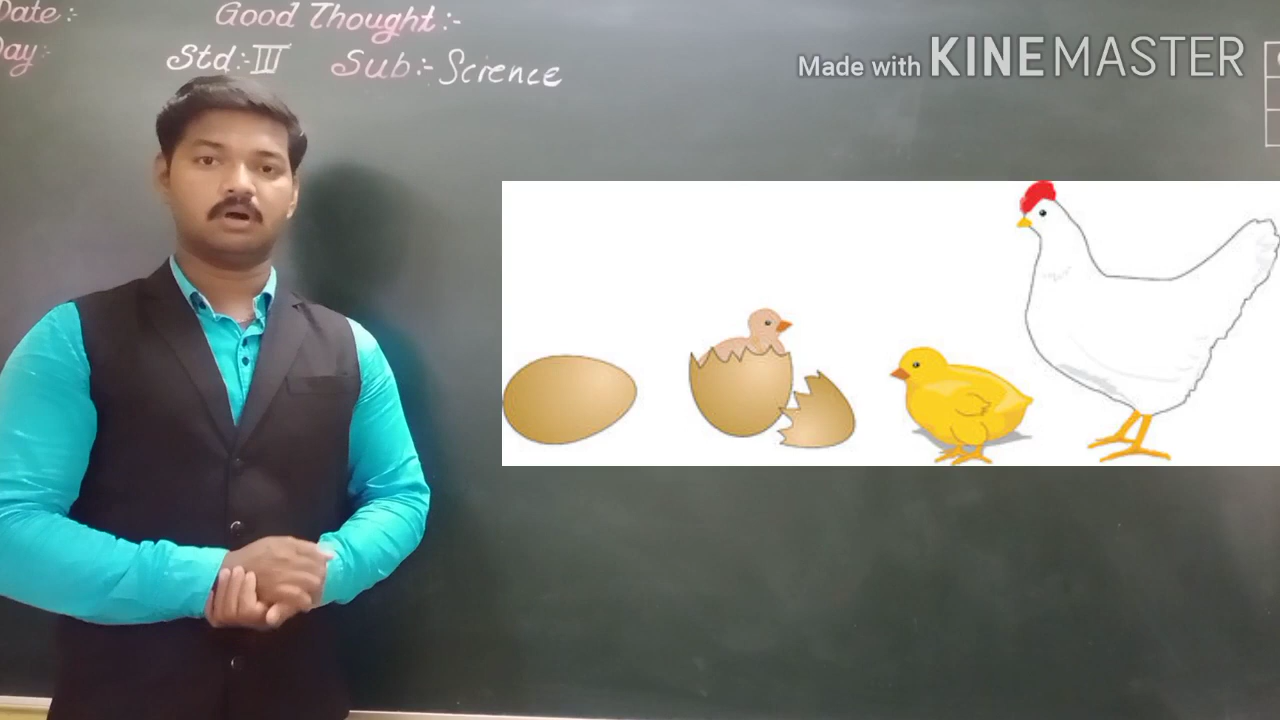 Date:- Good Thought:-
Day:- Std:-III Sub:- Science
Made with KINEMASTER